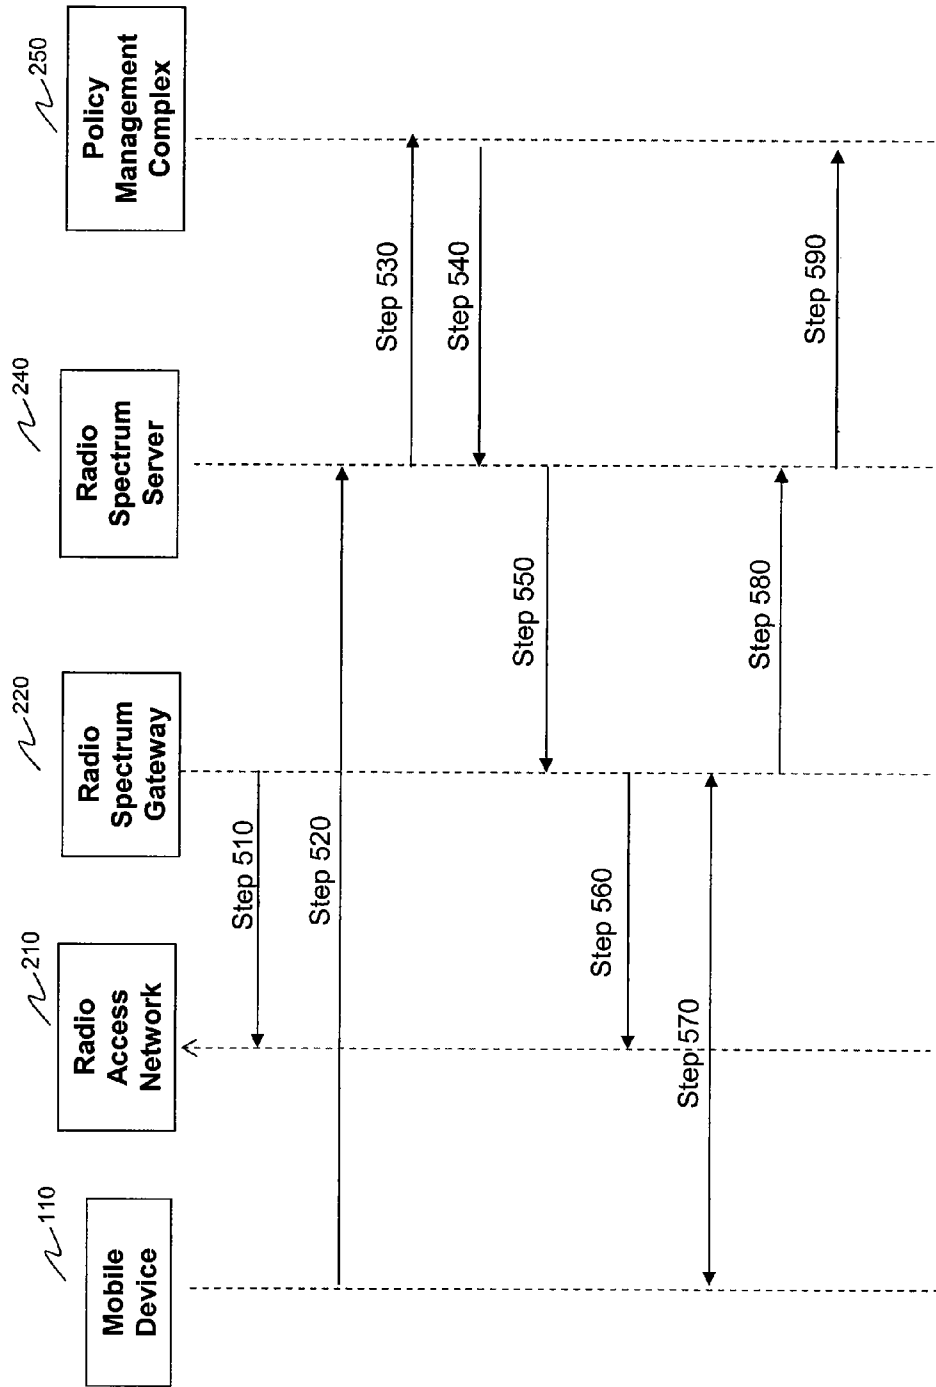 110
Mobile
Device
210
Radio
Access
Network
220
Radio
Spectrum
Gateway
240
Radio
Spectrum
Server
250
Policy
Management
Complex
Step 510
Step 520
Step 530
Step 540
Step 550
Step 560
Step 570
Step 580
Step 590